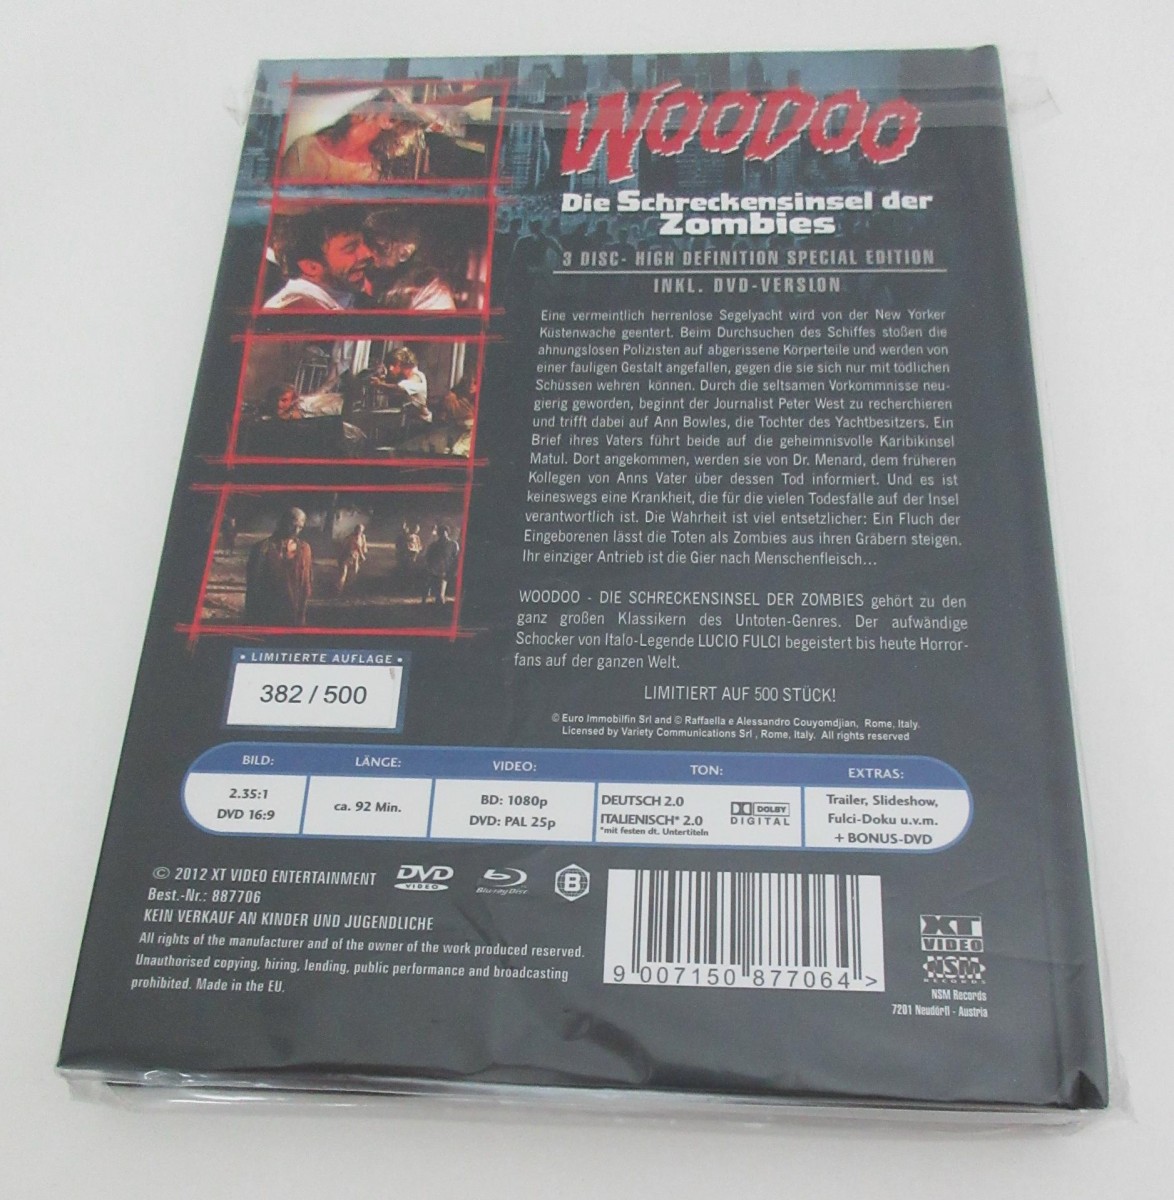 WOODOO
Die Schreckensinsel der
Zombies
3 DISC- HIGH DEFINITION SPECIAL EDITION
INKL. DVD-VERSION
Eine vermeintlich herrenlose Segelyacht wird von der New Yorker
Küstenwache geentert. Beim Durchsuchen des Schiffes stoßen die
ahnungslosen Polizisten auf abgerissene Körperteile und werden von
einer fauligen Gestalt angefallen, gegen die sie sich nur mit tödlichen
Schüssen wehren können. Durch die seltsamen Vorkommnisse neu-
gierig geworden, beginnt der Journalist Peter West zu recherchieren
und trifft dabei auf Ann Bowles, die Tochter des Yachtbesitzers. Ein
Brief ihres Vaters führt beide auf die geheimnisvolle Karibikinsel
Matul. Dort angekommen, werden sie von Dr. Menard, dem früheren
Kollegen von Anns Vater über dessen Tod informiert. Und es ist
keineswegs eine Krankheit, die für die vielen Todesfälle auf der Insel
verantwortlich ist. Die Wahrheit ist viel entsetzlicher: Ein Fluch der
Eingeborenen lässt die Toten als Zombies aus ihren Gräbern steigen.
Ihr einziger Antrieb ist die Gier nach Menschenfleisch...
WOODOO - DIE SCHRECKENSINSEL DER ZOMBIES gehört zu den
ganz großen Klassikern des Untoten-Genres. Der aufwändige
Schocker von Italo-Legende LUCIO FULCI begeistert bis heute Horror-
fans auf der ganzen Welt.
LIMITIERT AUF 500 STÜCK!
© Euro Immobilfin Srl and © Raffaella e Alessandro Couyomdjian, Rome, Italy.
Licensed by Variety Communications Srl , Rome, Italy. All rights reserved
• LIMITIERTE AUFLAGE •
382 / 500
BILD: LÄNGE: VIDEO: TON: EXTRAS:
2.35:1
DVD 16:9
ca. 92 Min.
BD: 1080p
DVD: PAL 25p
DEUTSCH 2.0
ITALIENISCH* 2.0
*mit festen dt. Untertiteln
DOLBY
DIGITAL
Trailer, Slideshow,
Fulci-Doku u.v.m.
+ BONUS-DVD
© 2012 XT VIDEO ENTERTAINMENT
DVD
VIDEO
Blu-ray Disc
B
Best.-Nr.: 887706
KEIN VERKAUF AN KINDER UND JUGENDLICHE
All rights of the manufacturer and of the owner of the work produced reserved.
Unauthorised copying, hiring, lending, public performance and broadcasting
prohibited. Made in the EU.
9 007150 877064 >
XT
VIDEO
NSM
RECORDS
NSM Records
7201 Neudörfl - Austria